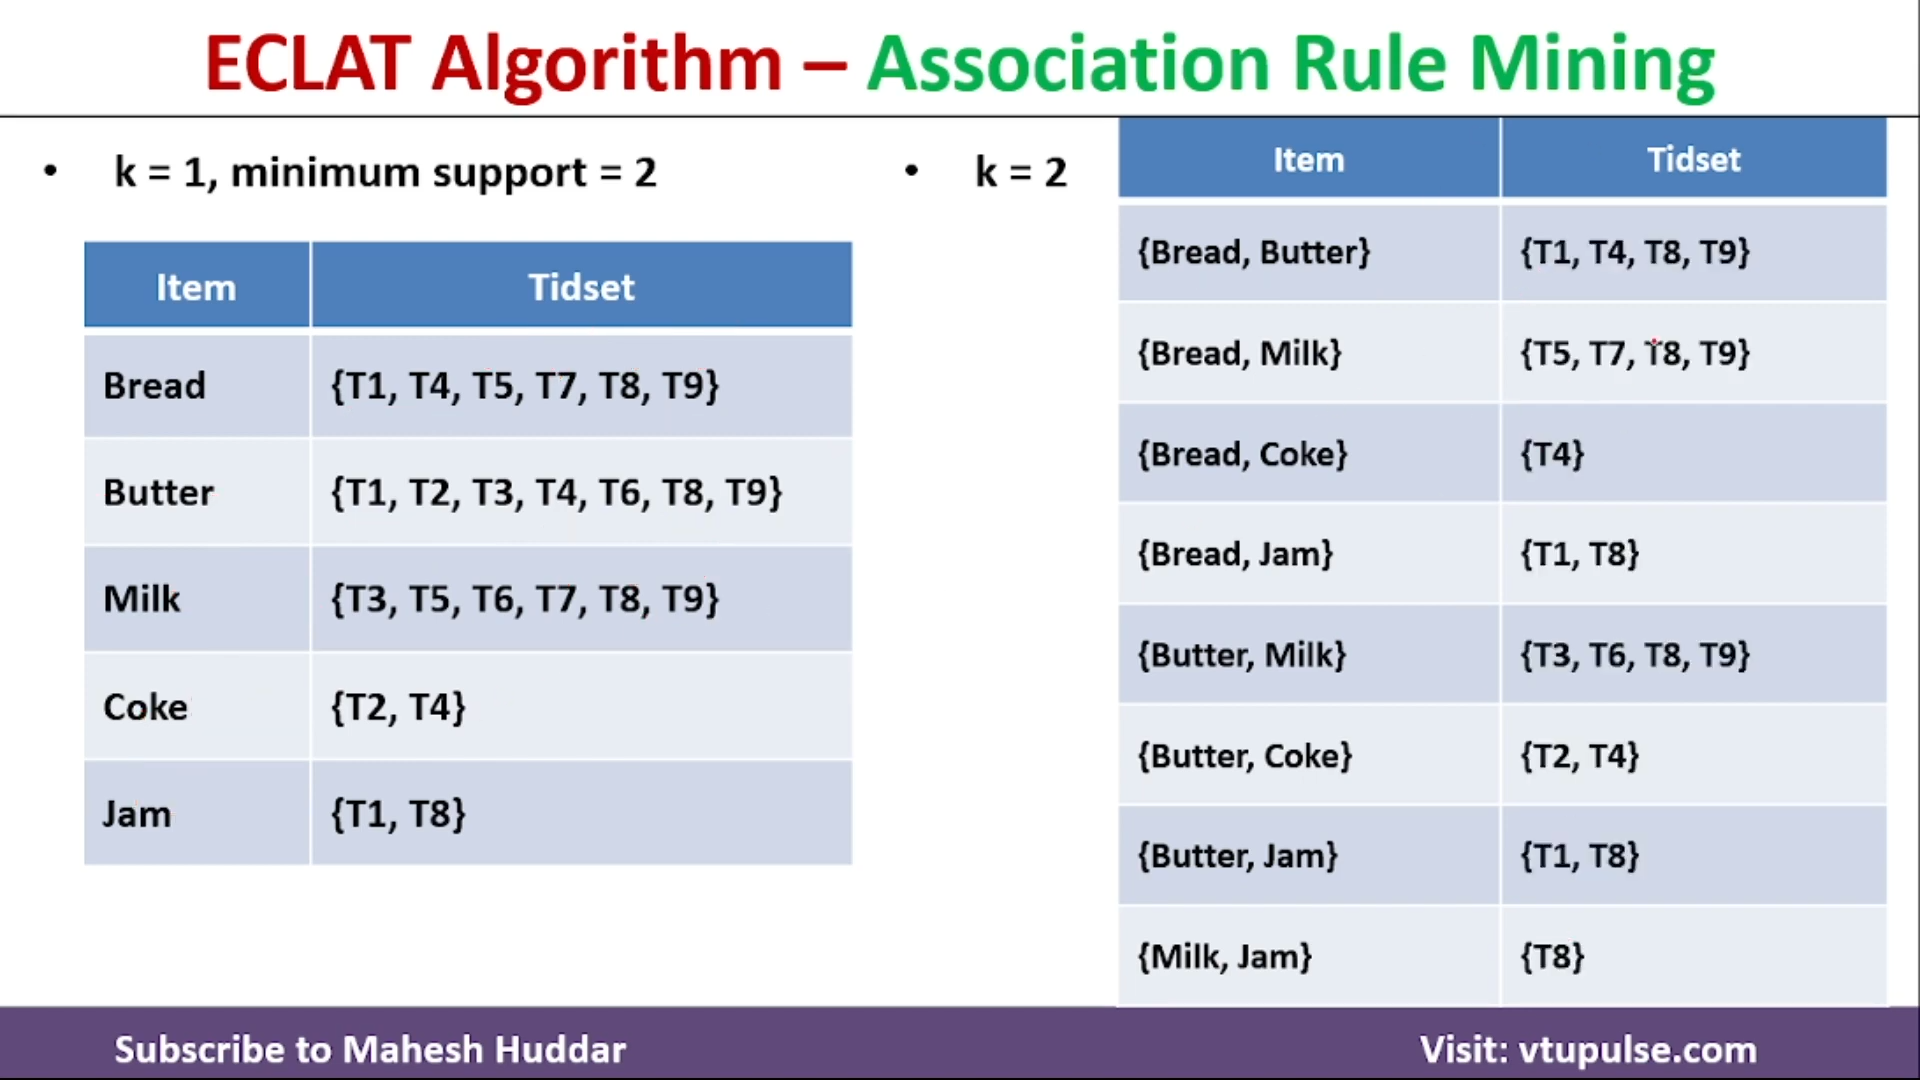 ECLAT Algorithm – Association Rule Mining
• k = 1, minimum support = 2
Item Tidset
Bread {T1, T4, T5, T7, T8, T9}
Butter {T1, T2, T3, T4, T6, T8, T9}
Milk {T3, T5, T6, T7, T8, T9}
Coke {T2, T4}
Jam {T1, T8}
• k = 2
Item Tidset
{Bread, Butter} {T1, T4, T8, T9}
{Bread, Milk} {T5, T7, T8, T9}
{Bread, Coke} {T4}
{Bread, Jam} {T1, T8}
{Butter, Milk} {T3, T6, T8, T9}
{Butter, Coke} {T2, T4}
{Butter, Jam} {T1, T8}
{Milk, Jam} {T8}
Subscribe to Mahesh Huddar
Visit: vtupulse.com